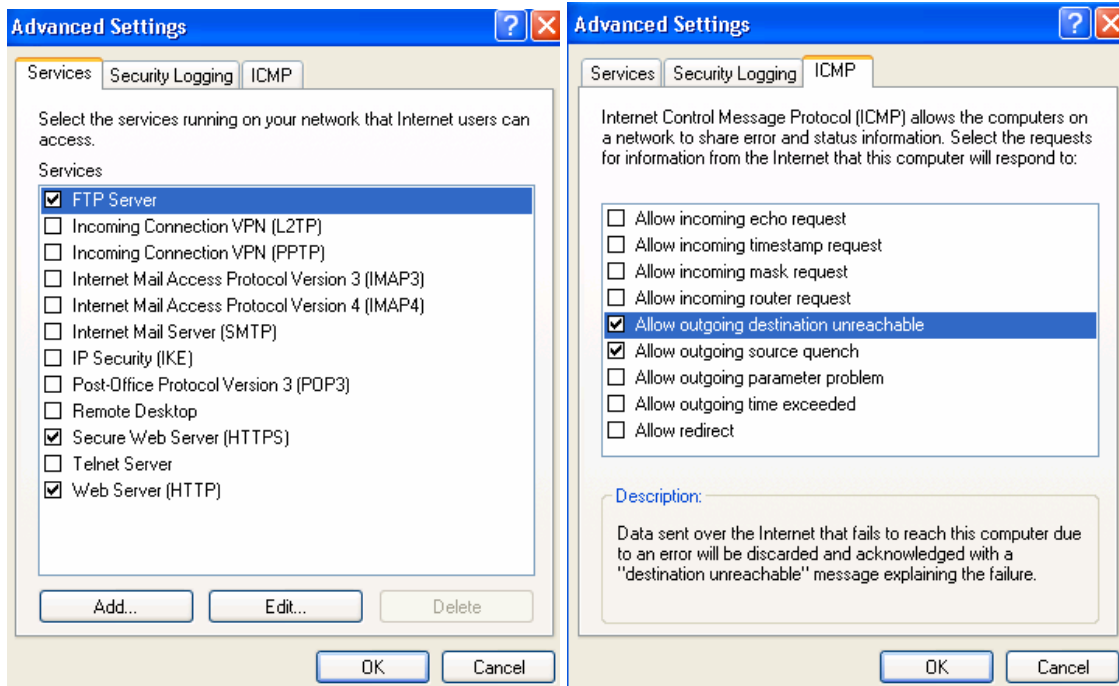 Advanced Settings
Services Security Logging ICMP
Select the services running on your network that Internet users can
access.
Services
FTP Server
Incoming Connection VPN (L2TP)
Incoming Connection VPN (PPTP)
Internet Mail Access Protocol Version 3 (IMAP3)
Internet Mail Access Protocol Version 4 (IMAP4)
Internet Mail Server (SMTP)
IP Security (IKE)
Post-Office Protocol Version 3 (POP3)
Remote Desktop
Secure Web Server (HTTPS)
Telnet Server
Web Server (HTTP)
Add... Edit... Delete
OK Cancel
Advanced Settings
Services Security Logging ICMP
Internet Control Message Protocol (ICMP) allows the computers on
a network to share error and status information. Select the requests
for information from the Internet that this computer will respond to:
Allow incoming echo request
Allow incoming timestamp request
Allow incoming mask request
Allow incoming router request
Allow outgoing destination unreachable
Allow outgoing source quench
Allow outgoing parameter problem
Allow outgoing time exceeded
Allow redirect
Description:
Data sent over the Internet that fails to reach this computer due
to an error will be discarded and acknowledged with a
"destination unreachable" message explaining the failure.
OK Cancel